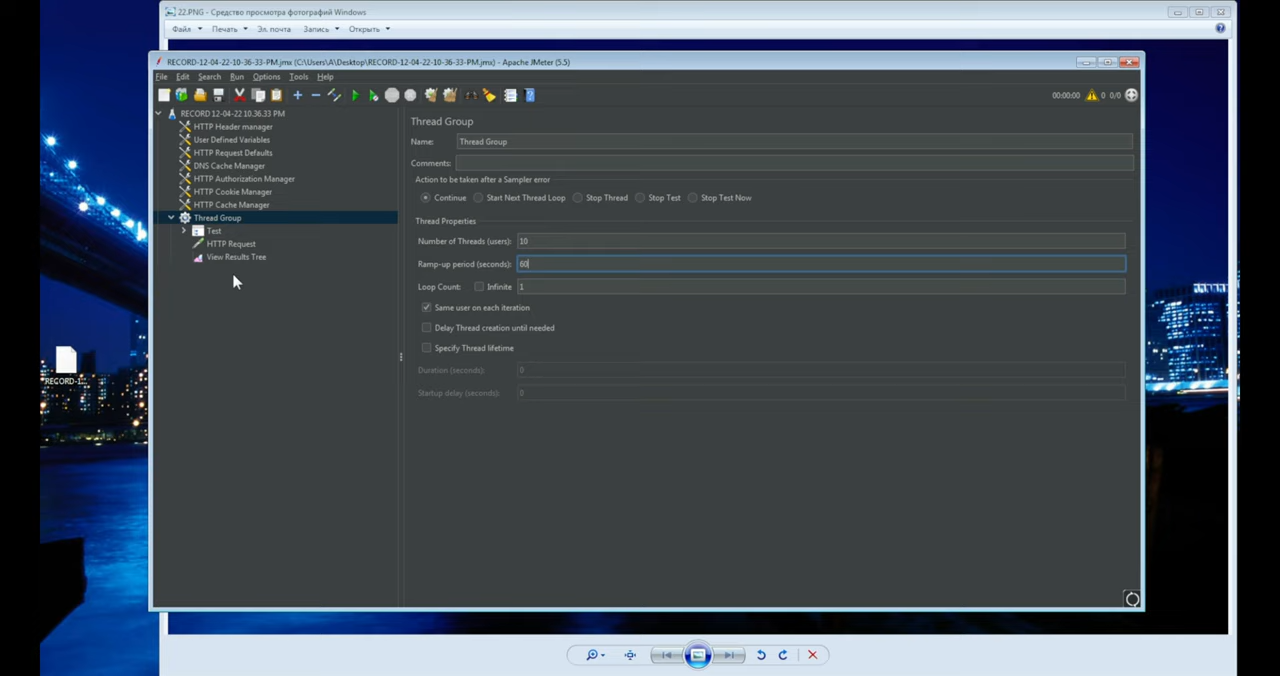 22.PNG - Средство просмотра фотографий Windows
Файл Печать Эл. почта Запись Открыть
RECORD-12-04-22-10-36-33-PM.jmx (C:\Users\A\Desktop\RECORD-12-04-22-10-36-33-PM.jmx) - Apache JMeter (5.5)
File Edit Search Run Options Tools Help
00:00:00 0 0/0
RECORD 12-04-22 10.36.33 PM
HTTP Header manager
User Defined Variables
HTTP Request Defaults
DNS Cache Manager
HTTP Authorization Manager
HTTP Cookie Manager
HTTP Cache Manager
Thread Group
Test
HTTP Request
View Results Tree
Thread Group
Name: Thread Group
Comments:
Action to be taken after a Sampler error
Continue Start Next Thread Loop Stop Thread Stop Test Stop Test Now
Thread Properties
Number of Threads (users): 10
Ramp-up period (seconds): 60
Loop Count: Infinite 1
Same user on each iteration
Delay Thread creation until needed
Specify Thread lifetime
Duration (seconds): 0
Startup delay (seconds): 0
RECORD-1...